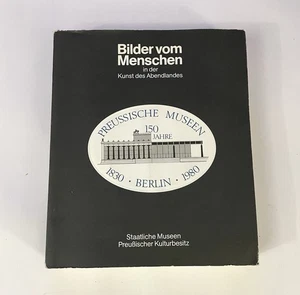 Bilder vom
Menschen
in der
Kunst des Abendlandes
PREUSSISCHE MUSEEN
150
JAHRE
1830 · BERLIN · 1980
Staatliche Museen
Preußischer Kulturbesitz